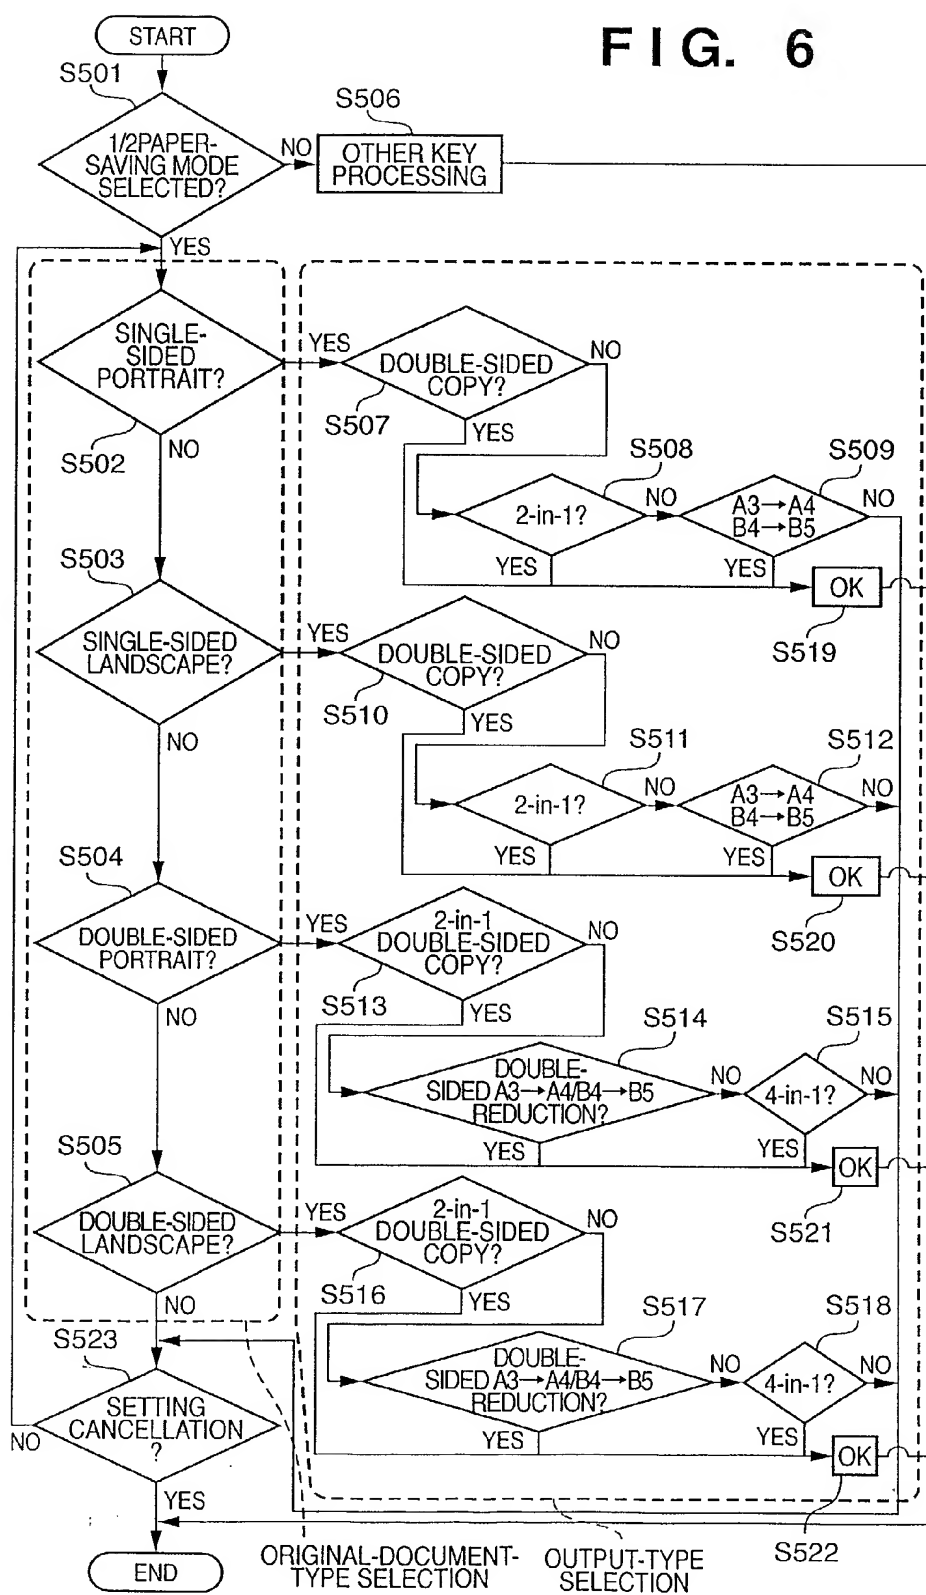 FIG. 6
START
S501
1/2PAPER-
SAVING MODE
SELECTED?
NO
S506
OTHER KEY
PROCESSING
YES
SINGLE-
SIDED
PORTRAIT?
YES
S502
NO
DOUBLE-SIDED
COPY?
NO
S507
YES
S508
2-in-1?
NO
YES
S509
A3→A4
B4→B5
NO
YES
OK
S519
S503
SINGLE-SIDED
LANDSCAPE?
YES
NO
DOUBLE-SIDED
COPY?
NO
S510
YES
S511
2-in-1?
NO
YES
S512
A3→A4
B4→B5
NO
YES
OK
S520
S504
DOUBLE-SIDED
PORTRAIT?
YES
NO
2-in-1
DOUBLE-SIDED
COPY?
NO
S513
YES
S514
DOUBLE-
SIDED A3→A4/B4→B5
REDUCTION?
NO
YES
S515
4-in-1?
NO
YES
OK
S521
S505
DOUBLE-SIDED
LANDSCAPE?
YES
NO
2-in-1
DOUBLE-SIDED
COPY?
NO
S516
YES
S517
DOUBLE-
SIDED A3→A4/B4→B5
REDUCTION?
NO
YES
S518
4-in-1?
NO
YES
OK
S522
S523
SETTING
CANCELLATION
?
NO
YES
END
ORIGINAL-DOCUMENT-
TYPE SELECTION
OUTPUT-TYPE
SELECTION